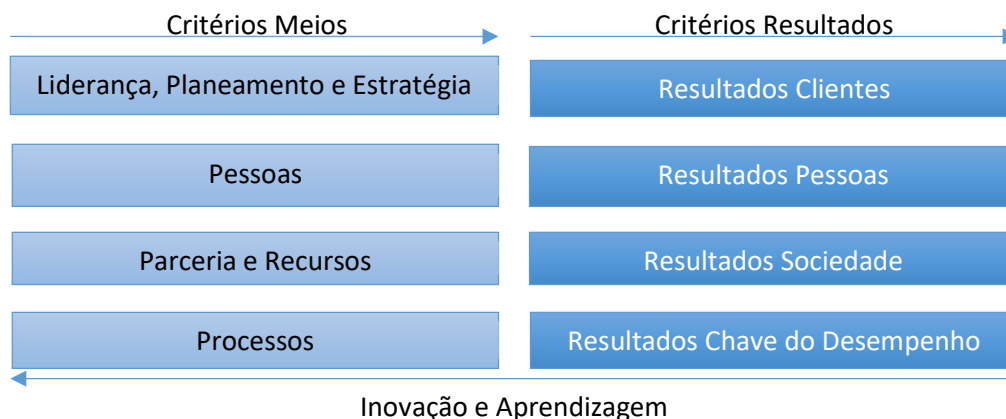 Critérios Meios
Critérios Resultados
Liderança, Planeamento e Estratégia
Resultados Clientes
Pessoas
Resultados Pessoas
Parceria e Recursos
Resultados Sociedade
Processos
Resultados Chave do Desempenho
Inovação e Aprendizagem